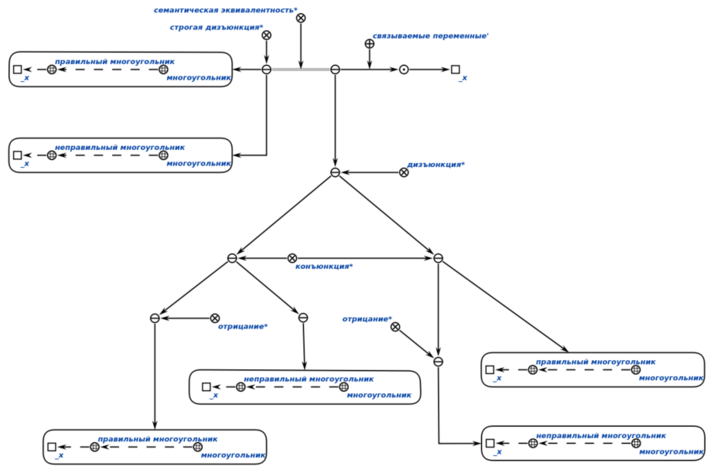 семантическая эквивалентность*
строгая дизъюнкция*
связываемые переменные'
правильный многоугольник
_x
многоугольник
_x
неправильный многоугольник
_x
многоугольник
дизъюнкция*
конъюнкция*
отрицание*
отрицание*
правильный многоугольник
_x
многоугольник
неправильный многоугольник
_x
многоугольник
правильный многоугольник
_x
многоугольник
неправильный многоугольник
_x
многоугольник